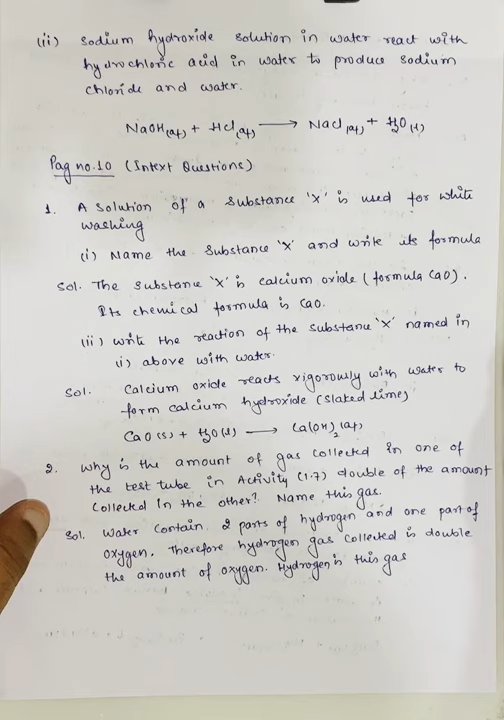 (ii) Sodium hydroxide solution in water react with
hydrochloric acid in water to produce sodium
chloride and water.
NaOH(aq) + HCl(aq) ⟶ NaCl(aq) + H2O(l)
Pag no.10 (Intext Questions)
1. A solution of a substance 'X' is used for white
washing
(i) Name the substance 'X' and write its formula
Sol. The substance 'X' is calcium oxide (formula CaO).
Its chemical formula is CaO.
(ii) write the reaction of the substance 'X' named in
(i) above with water.
Sol. Calcium oxide reacts vigorously with water to
form calcium hydroxide (slaked lime)
CaO(s) + H2O(l) ⟶ Ca(OH)2(aq)
2. why is the amount of gas collected in one of
the test tube in Activity (1.7) double of the amount
collected in the other? Name this gas.
Sol. Water contain 2 parts of hydrogen and one part of
oxygen. Therefore hydrogen gas collected is double
the amount of oxygen. Hydrogen is this gas